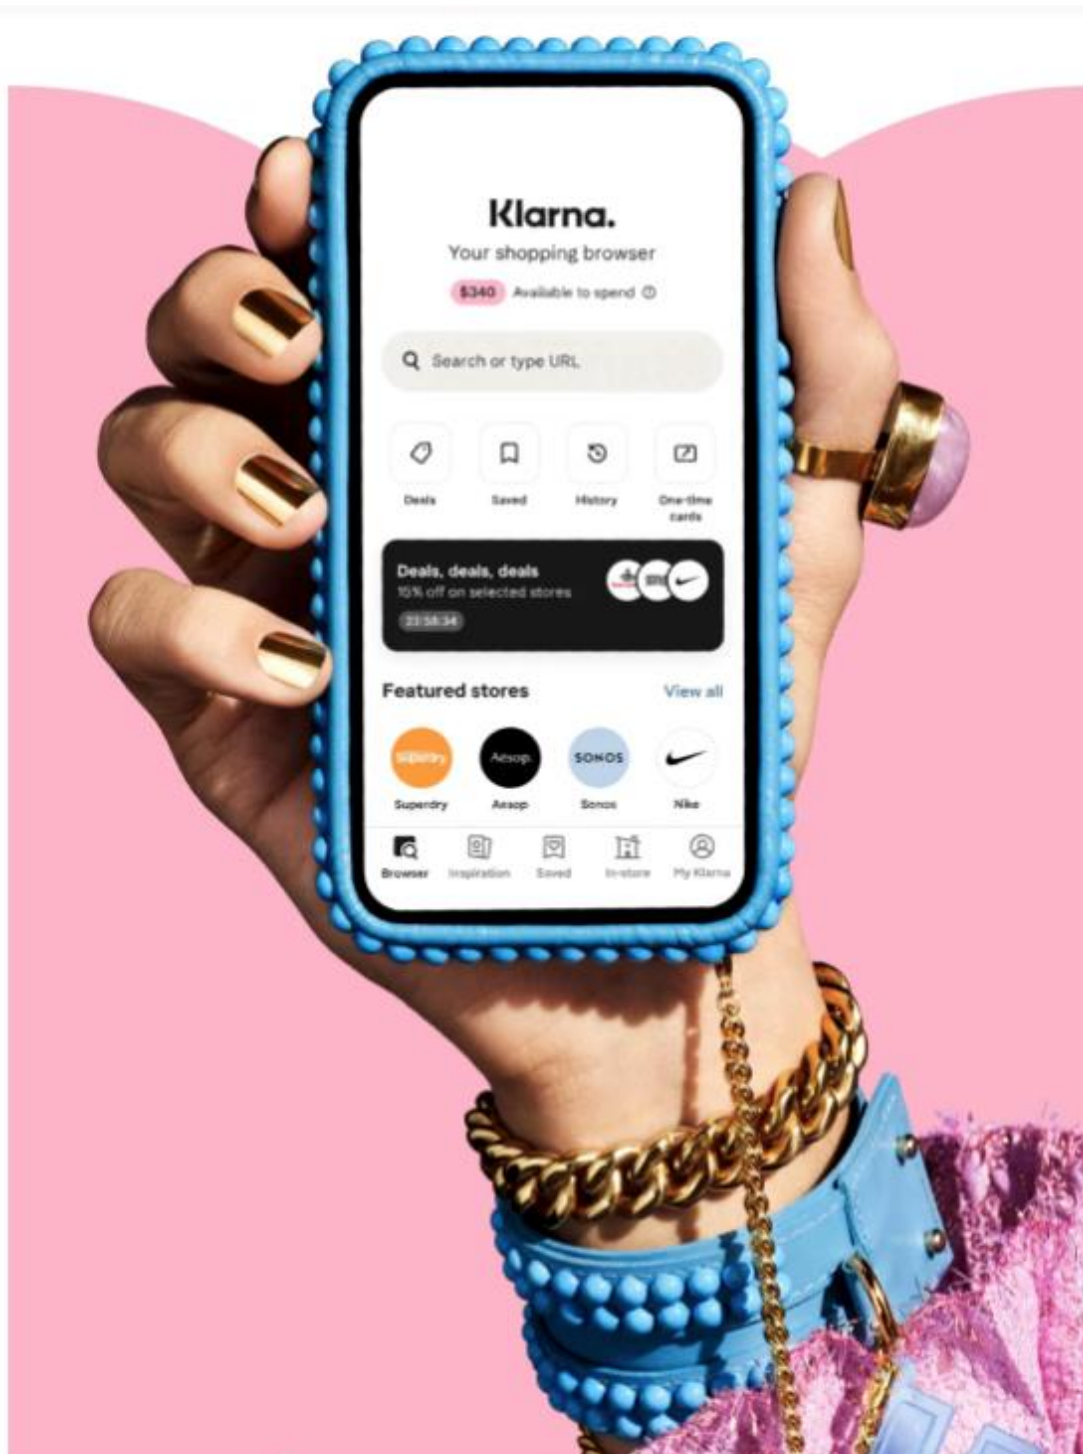 Klarna.
Your shopping browser
$340 Available to spend
Search or type URL
Deals Saved History One-time cards
Deals, deals, deals
15% off on selected stores
23:58:34
Featured stores View all
Superdry Aesop. SONOS
Superdry Aesop Sonos Nike
Browser Inspiration Saved In-store My Klarna